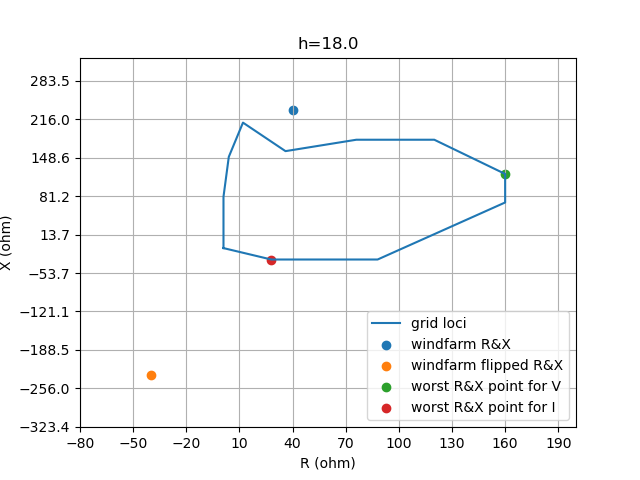 h=18.0
283.5
216.0
148.6
81.2
13.7
−53.7
−121.1
−188.5
−256.0
−323.4
X (ohm)
grid loci
windfarm R&X
windfarm flipped R&X
worst R&X point for V
worst R&X point for I
−80 −50 −20 10 40 70 100 130 160 190
R (ohm)